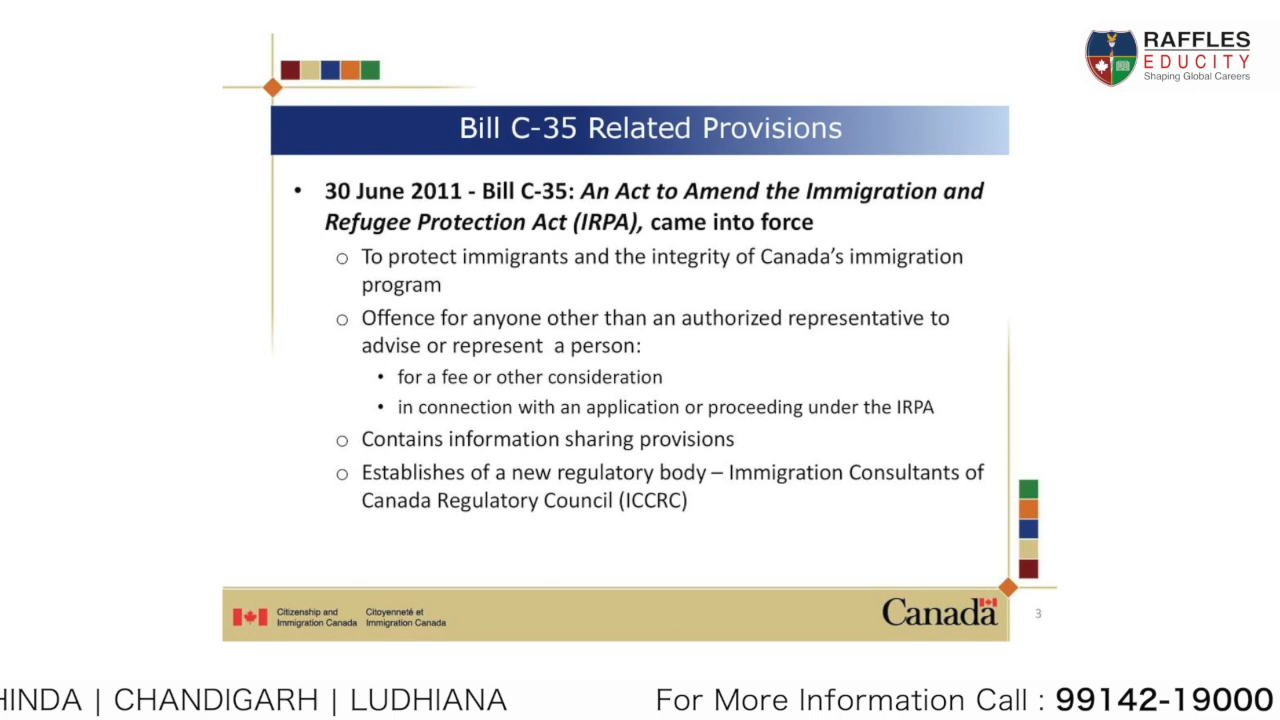 RAFFLES
EDUCITY
Shaping Global Careers
Bill C-35 Related Provisions
• 30 June 2011 - Bill C-35: An Act to Amend the Immigration and
Refugee Protection Act (IRPA), came into force
o To protect immigrants and the integrity of Canada's immigration
program
o Offence for anyone other than an authorized representative to
advise or represent a person:
• for a fee or other consideration
• in connection with an application or proceeding under the IRPA
o Contains information sharing provisions
o Establishes of a new regulatory body – Immigration Consultants of
Canada Regulatory Council (ICCRC)
Citizenship and Citoyenneté et
Immigration Canada Immigration Canada
Canada
3
HINDA | CHANDIGARH | LUDHIANA For More Information Call : 99142-19000